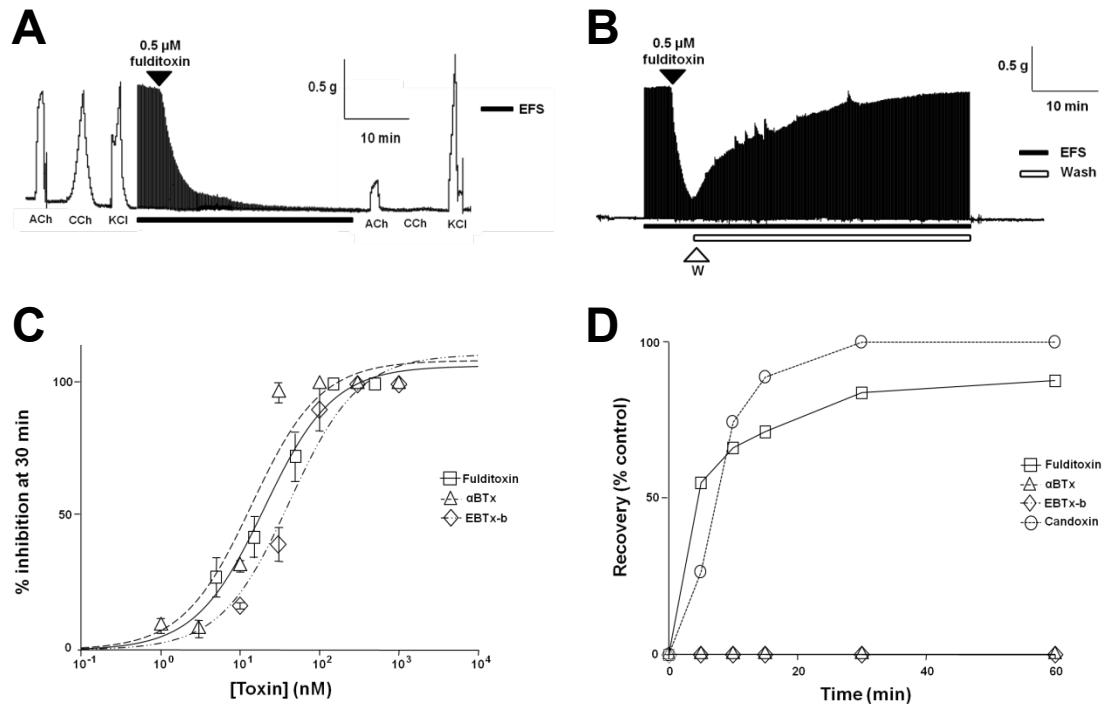 A
0.5 µM
fulditoxin
0.5 g
10 min
EFS
ACh CCh KCl ACh CCh KCl
B
0.5 µM
fulditoxin
0.5 g
10 min
EFS
Wash
W
C
% inhibition at 30 min
100
50
0
10-1 100 101 102 103 104
[Toxin] (nM)
Fulditoxin
αBTx
EBTx-b
D
Recovery (% control)
100
50
0
0 20 40 60
Time (min)
Fulditoxin
αBTx
EBTx-b
Candoxin